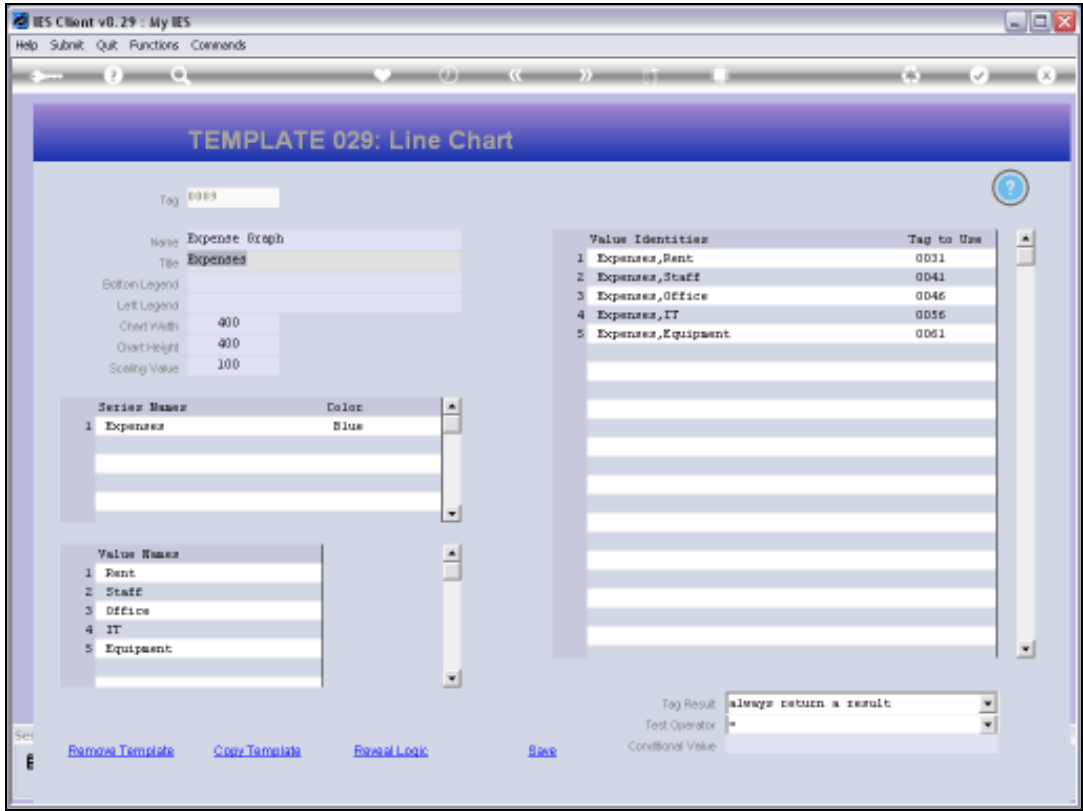 IES Client v8.29 : My IES
Help Submit Quit Functions Commands
TEMPLATE 029: Line Chart
Tag 0089
Name Expense Graph
Title Expenses
Bottom Legend
Left Legend
Chart Width 400
Chart Height 400
Scaling Value 100
Series Names Color
1 Expenses Blue
Value Names
1 Rent
2 Staff
3 Office
4 IT
5 Equipment
Value Identities Tag to Use
1 Expenses,Rent 0031
2 Expenses,Staff 0041
3 Expenses,Office 0046
4 Expenses,IT 0056
5 Expenses,Equipment 0061
Tag Result always return a result
Test Operator =
Conditional Value
Remove Template Copy Template Reveal Logic Save